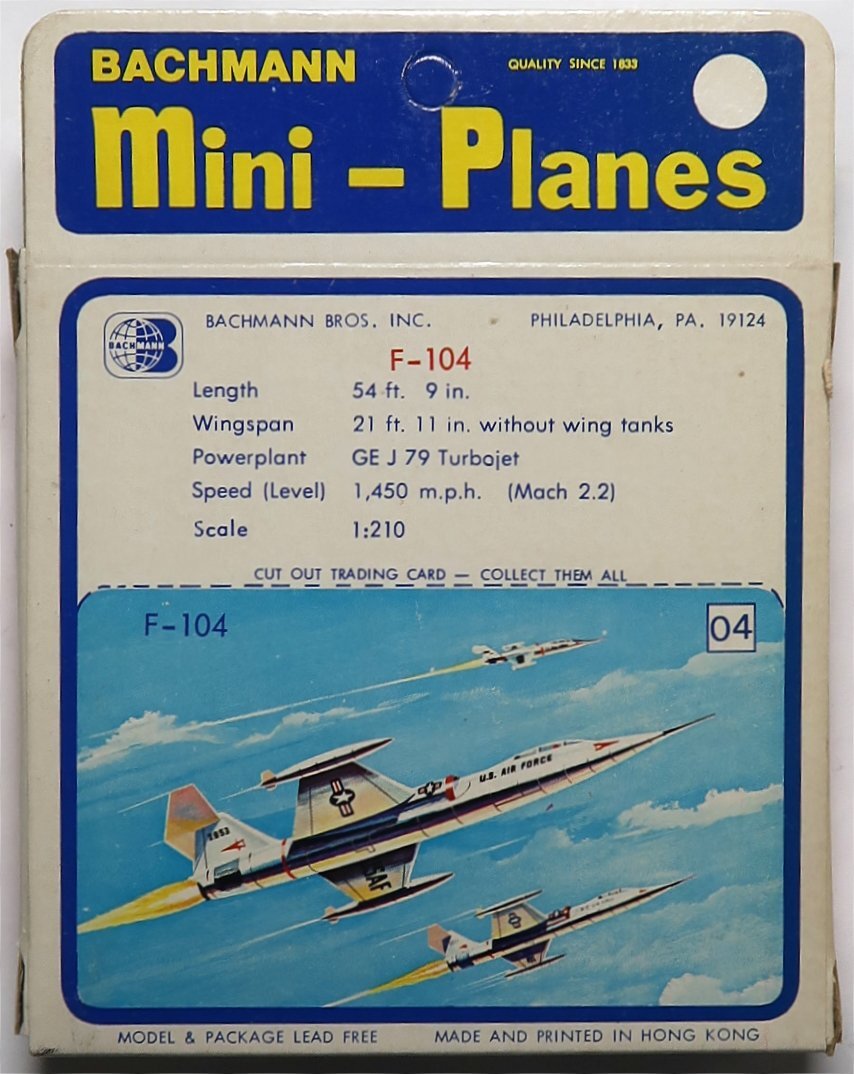 BACHMANN
QUALITY SINCE 1833
Mini - Planes
BACHMANN
BACHMANN BROS. INC. PHILADELPHIA, PA. 19124
F-104
Length 54 ft. 9 in.
Wingspan 21 ft. 11 in. without wing tanks
Powerplant GE J 79 Turbojet
Speed (Level) 1,450 m.p.h. (Mach 2.2)
Scale 1:210
CUT OUT TRADING CARD — COLLECT THEM ALL
F-104
04
U.S. AIR FORCE
MODEL & PACKAGE LEAD FREE MADE AND PRINTED IN HONG KONG